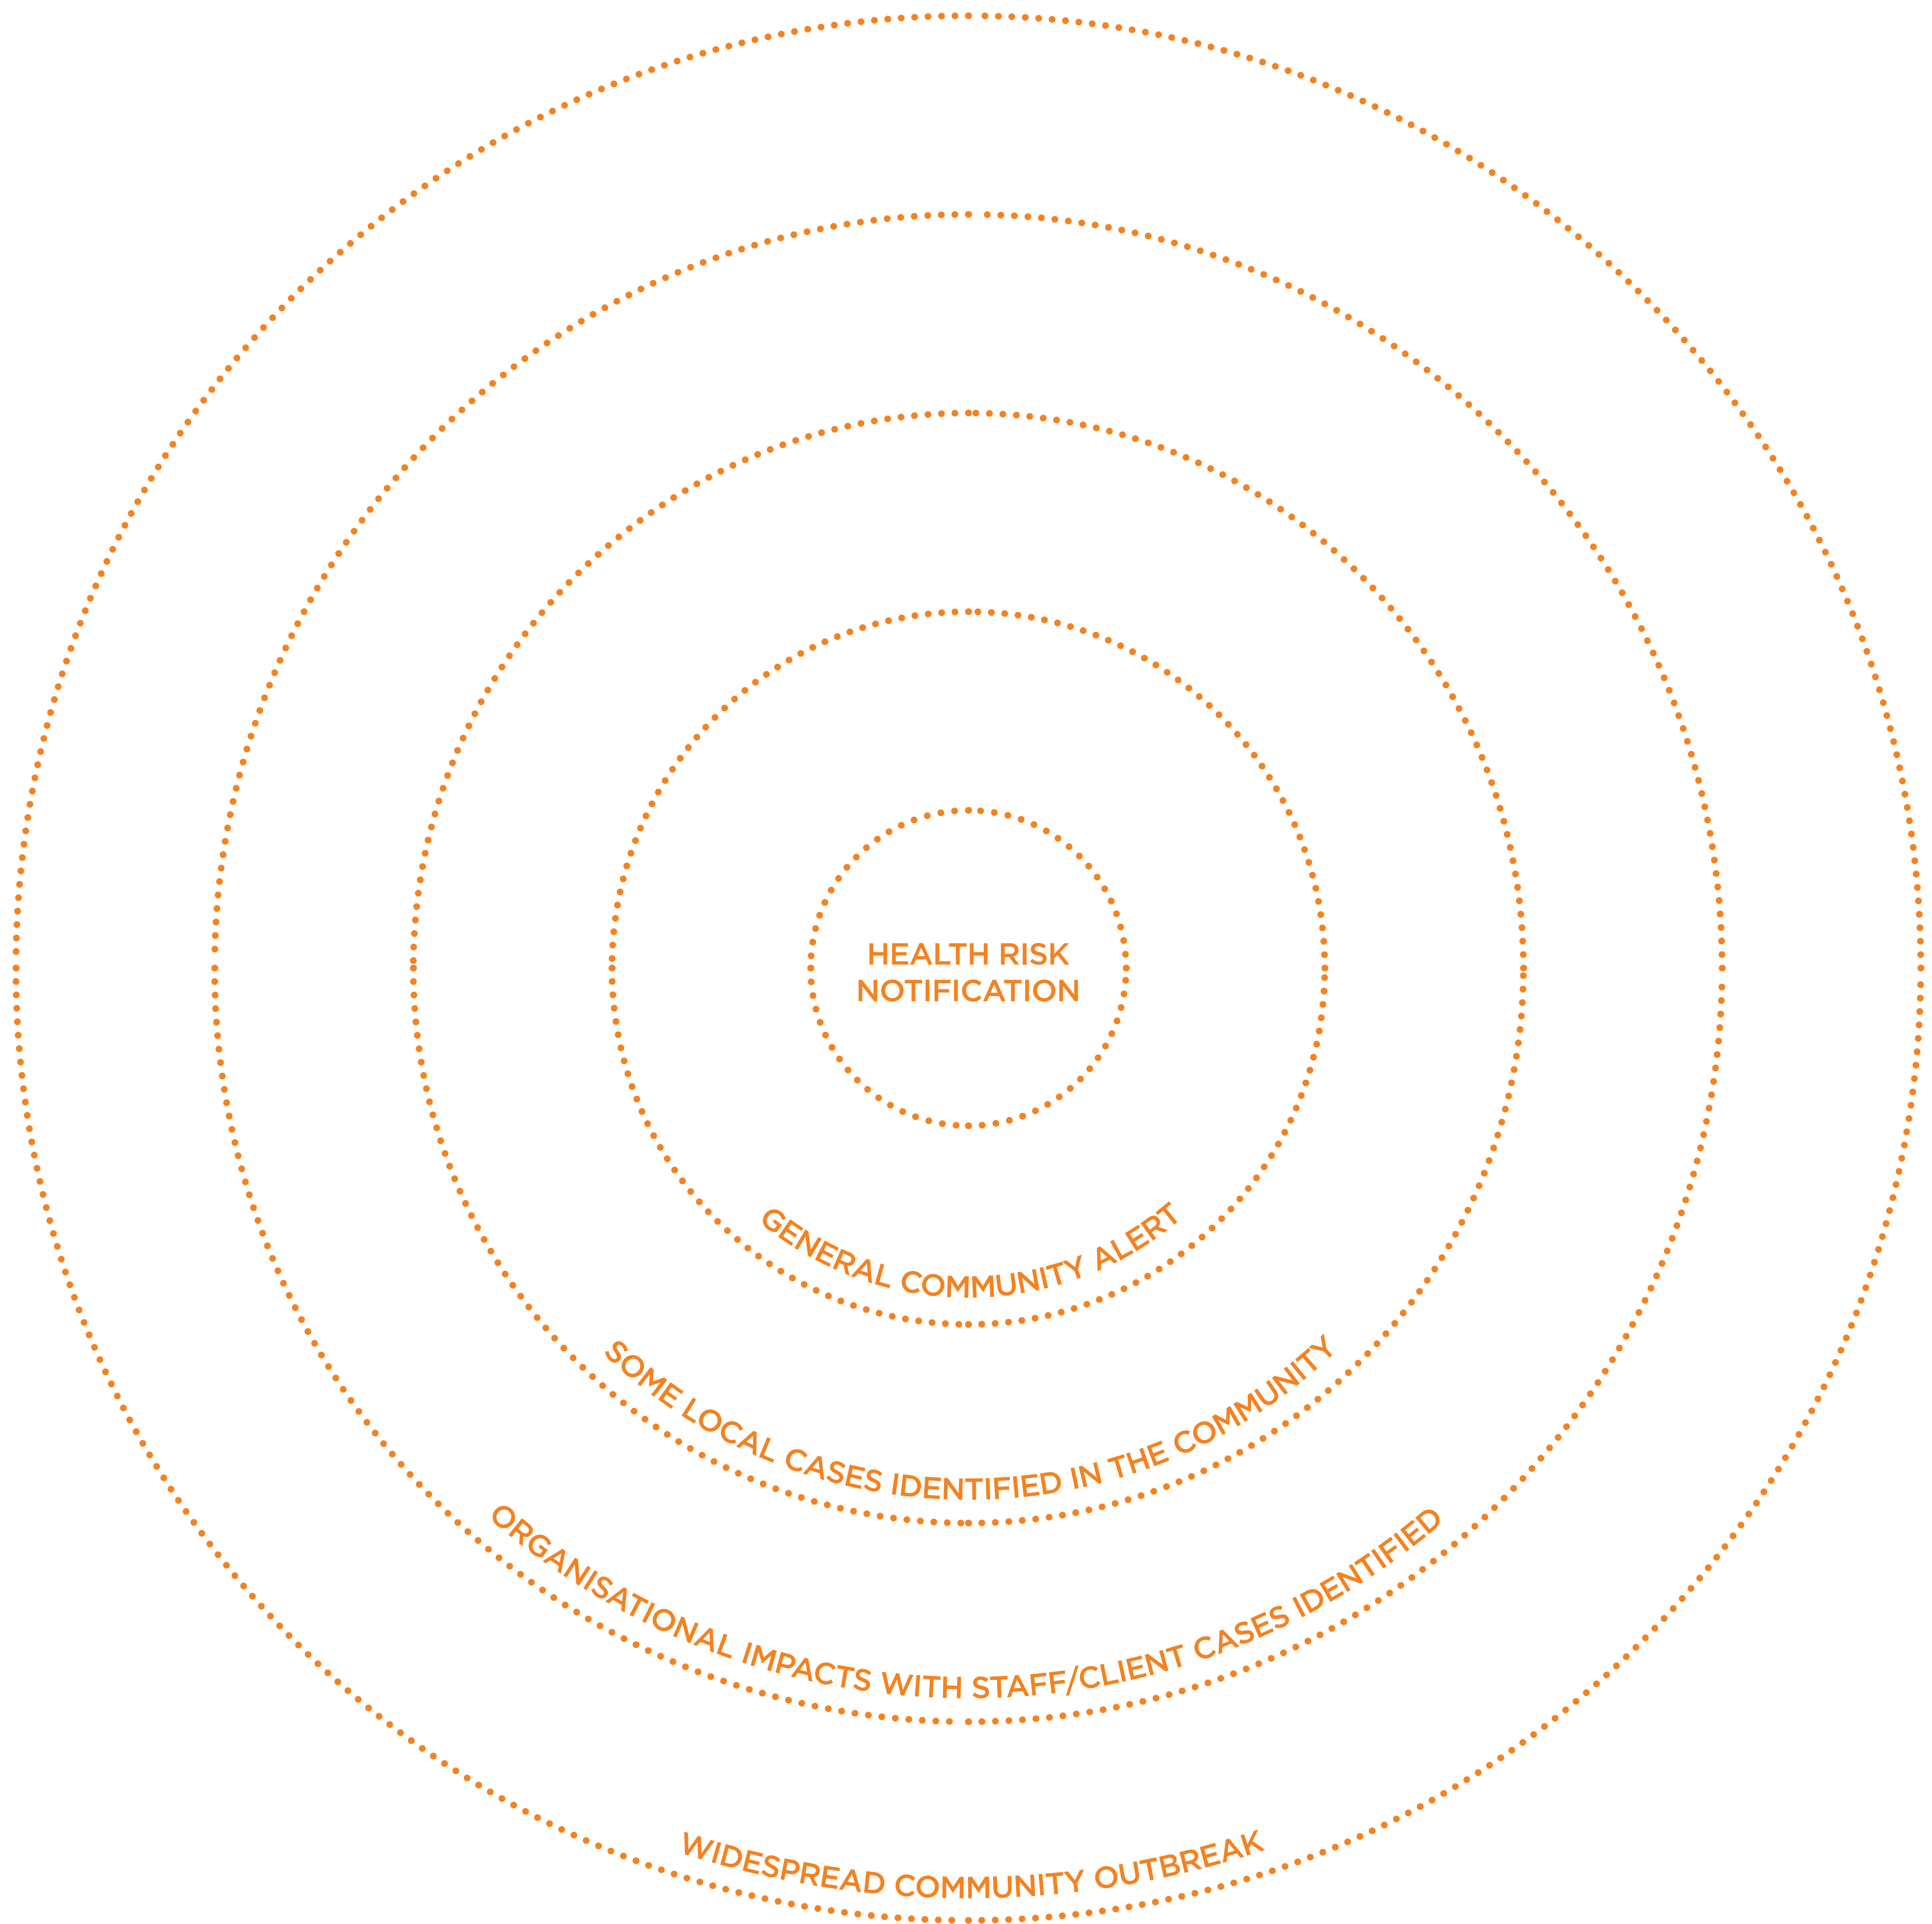 HEALTH RISK
NOTIFICATION
GENERAL COMMUNITY ALERT
SOME LOCAL CASES IDENTIFIED IN THE COMMUNITY
ORGANISATIONAL IMPACTS WITH STAFF/CLIENT CASES IDENTIFIED
WIDESPREAD COMMUNITY OUTBREAK